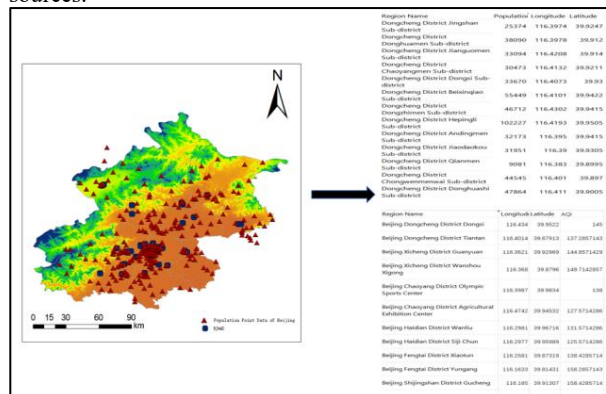 sources.
N
0 15 30 60 90
km
Population Point Data of Beijing
Region Name Population Longitude Latitude
Dongcheng District Jingshan
Sub-district 25374 116.3974 39.9247
Dongcheng District
Donghuamen Sub-district 38090 116.3978 39.912
Dongcheng District Jianguomen
Sub-district 33094 116.4208 39.914
Dongcheng District
Chaoyangmen Sub-district 30473 116.4132 39.9211
Dongcheng District Dongsi Sub-
district 33670 116.4073 39.93
Dongcheng District Beixinqiao
Sub-district 55449 116.4101 39.9422
Dongcheng District
Dongzhimen Sub-district 46712 116.4302 39.9415
Dongcheng District Hepingli
Sub-district 102227 116.4193 39.9505
Dongcheng District Andingmen
Sub-district 32173 116.395 39.9415
Dongcheng District Jiaodaokou
Sub-district 31951 116.39 39.9305
Dongcheng District Qianmen
Sub-district 9081 116.383 39.8995
Dongcheng District
Chongwenmenwai Sub-district 44545 116.401 39.897
Dongcheng District Donghuashi
Sub-district 47864 116.411 39.9005
Region Name Longitude Latitude AQI
Beijing Dongcheng District Dongsi 116.434 39.9522 145
Beijing Dongcheng District Tiantan 116.4014 39.87913 137.2857143
Beijing Xicheng District Guanyuan 116.3621 39.92969 144.8571429
Beijing Xicheng District Wanshou
Xigong 116.368 39.8796 149.7142857
Beijing Chaoyang District Olympic
Sports Center 116.3997 39.9834 138
Beijing Chaoyang District Agricultural
Exhibition Center 116.4742 39.94532 127.5714286
Beijing Haidian District Wanliu 116.2981 39.96716 131.5714286
Beijing Haidian District Siji Chun 125.5714286
Beijing Fengtai District Xiaotun 116.2581 39.87319 138.4285714
Beijing Fengtai District Yungang 116.1633 39.81431 158.2857143
Beijing Shijingshan District Gucheng 116.185 39.91307 158.4285714